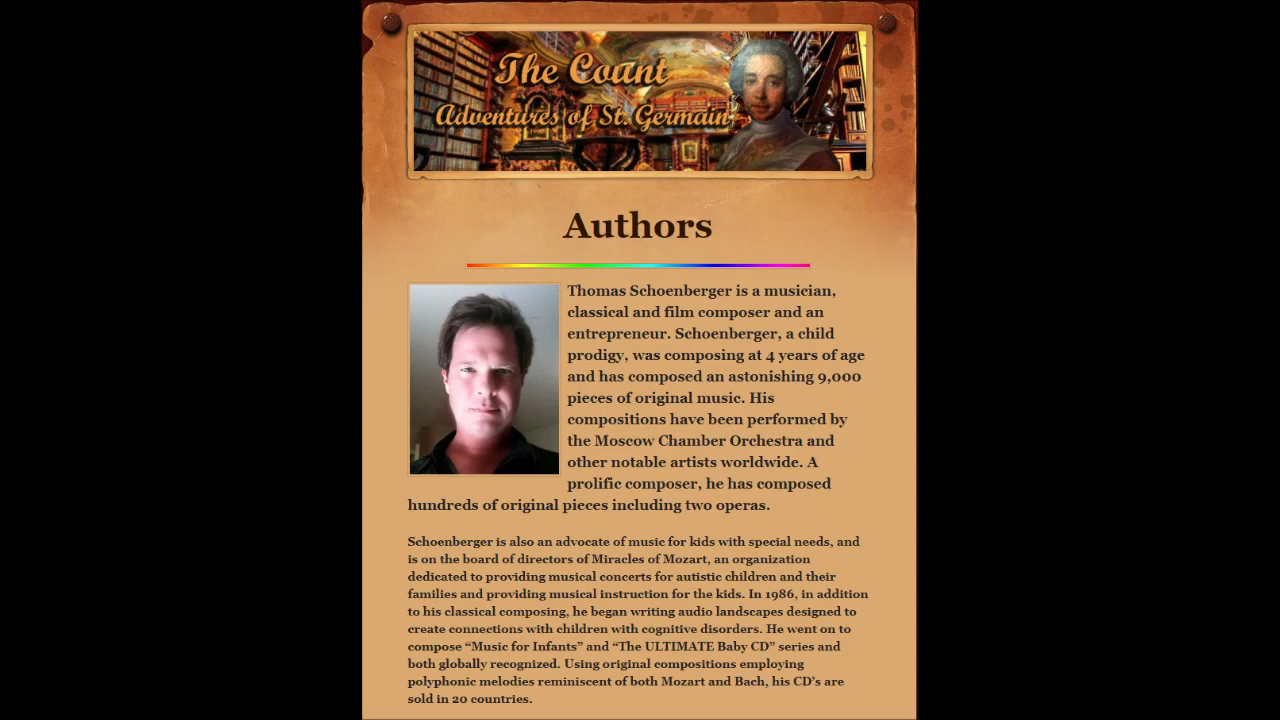 The Count
Adventures of St. Germain
Authors
Thomas Schoenberger is a musician,
classical and film composer and an
entrepreneur. Schoenberger, a child
prodigy, was composing at 4 years of age
and has composed an astonishing 9,000
pieces of original music. His
compositions have been performed by
the Moscow Chamber Orchestra and
other notable artists worldwide. A
prolific composer, he has composed
hundreds of original pieces including two operas.
Schoenberger is also an advocate of music for kids with special needs, and
is on the board of directors of Miracles of Mozart, an organization
dedicated to providing musical concerts for autistic children and their
families and providing musical instruction for the kids. In 1986, in addition
to his classical composing, he began writing audio landscapes designed to
create connections with children with cognitive disorders. He went on to
compose “Music for Infants” and “The ULTIMATE Baby CD” series and
both globally recognized. Using original compositions employing
polyphonic melodies reminiscent of both Mozart and Bach, his CD’s are
sold in 20 countries.